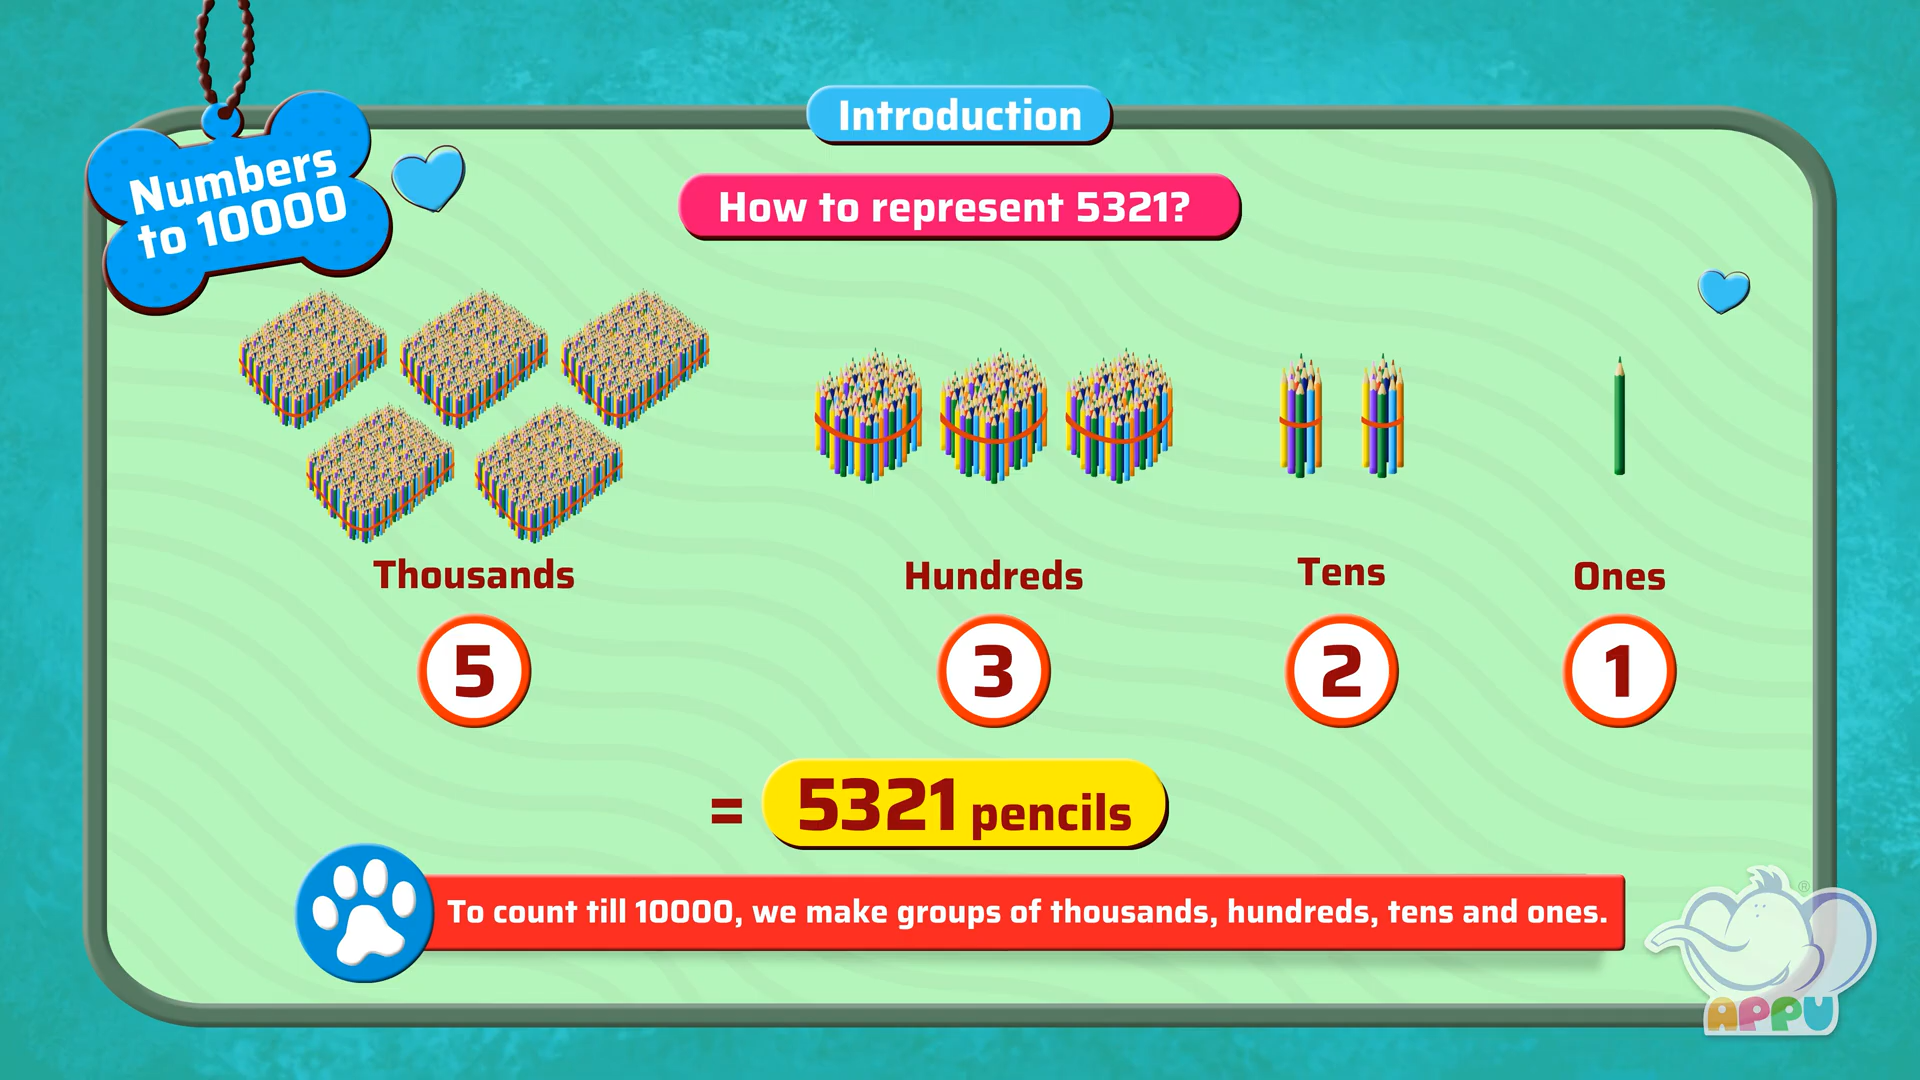 Numbers
to 10000
Introduction
How to represent 5321?
Thousands
Hundreds
Tens
Ones
5
3
2
1
= 5321 pencils
To count till 10000, we make groups of thousands, hundreds, tens and ones.
®
APPU